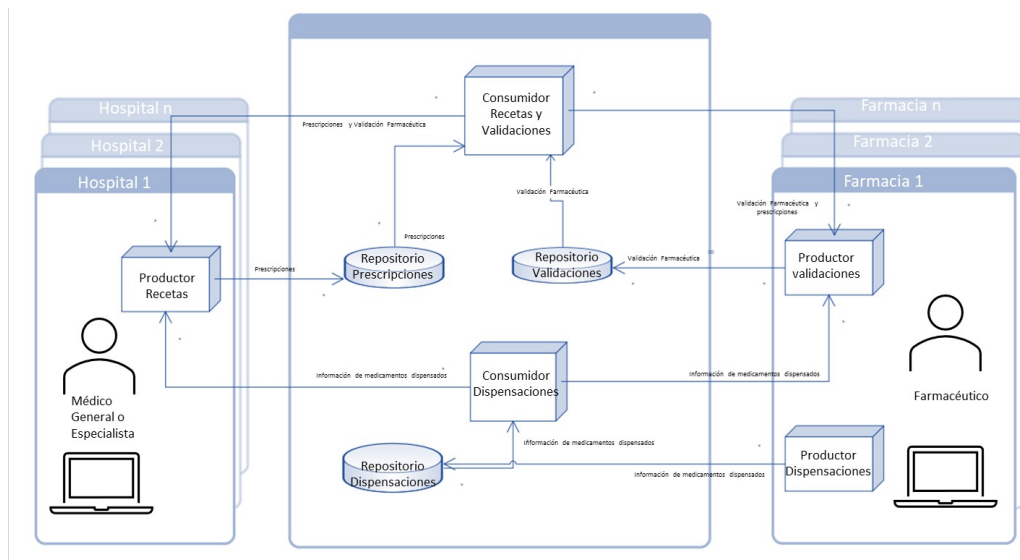 Hospital n
Hospital 2
Hospital 1
Productor
Recetas
Médico
General o
Especialista
Prescripciones y Validación Farmacéutica
Consumidor
Recetas y
Validaciones
Validación Farmacéutica
Prescripciones
Prescripciones
Repositorio
Prescripciones
Repositorio
Validaciones
Validación Farmacéutica
Información de medicamentos dispensados
Consumidor
Dispensaciones
Información de medicamentos dispensados
Información de medicamentos dispensados
Repositorio
Dispensaciones
Información de medicamentos dispensados
Farmacia n
Farmacia 2
Farmacia 1
Validación Farmacéutica y
prescricpiones
Productor
validaciones
Farmacéutico
Productor
Dispensaciones